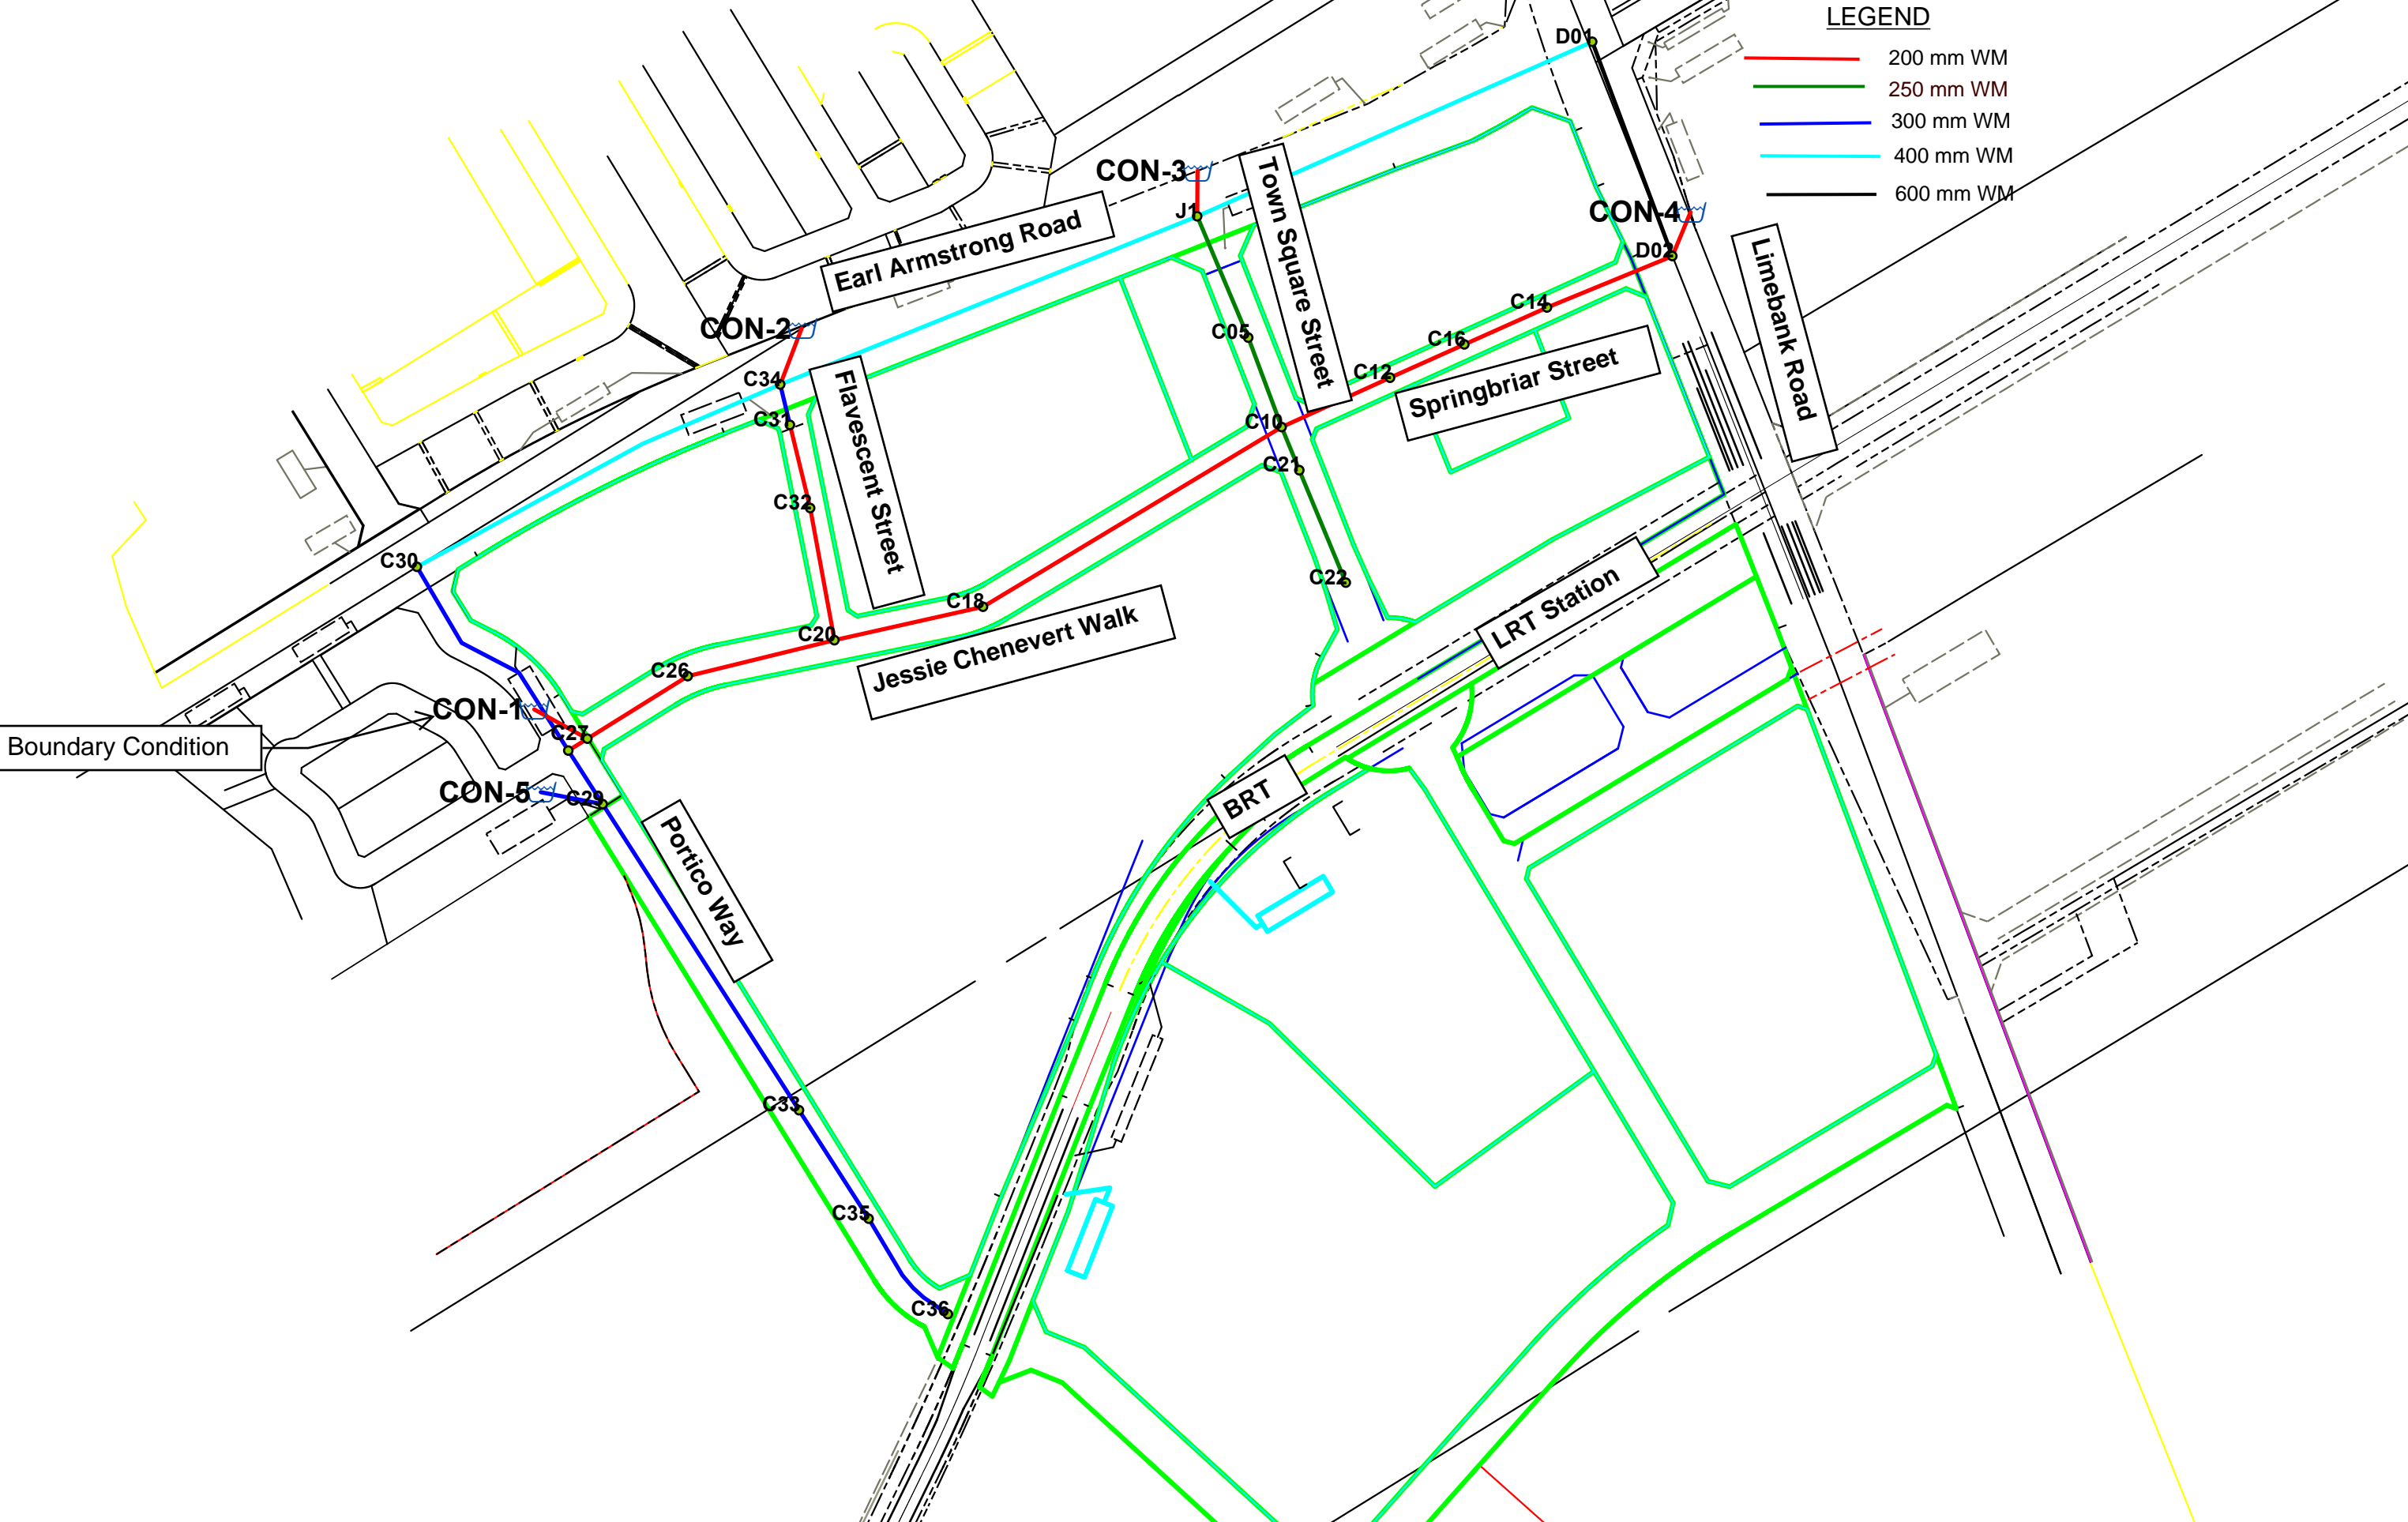 LEGEND
200 mm WM
250 mm WM
300 mm WM
400 mm WM
600 mm WM
D01
CON-3
J1
CON-4
D02
Earl Armstrong Road
Town Square Street
Limebank Road
CON-2
C34
C31
C05
C14
C16
C12
Springbriar Street
Flavescent Street
C10
C21
C32
C30
C22
C18
C20
C26
Jessie Chenevert Walk
LRT Station
CON-1
C27
Boundary Condition
CON-5
C29
BRT
Portico Way
C33
C35
C36